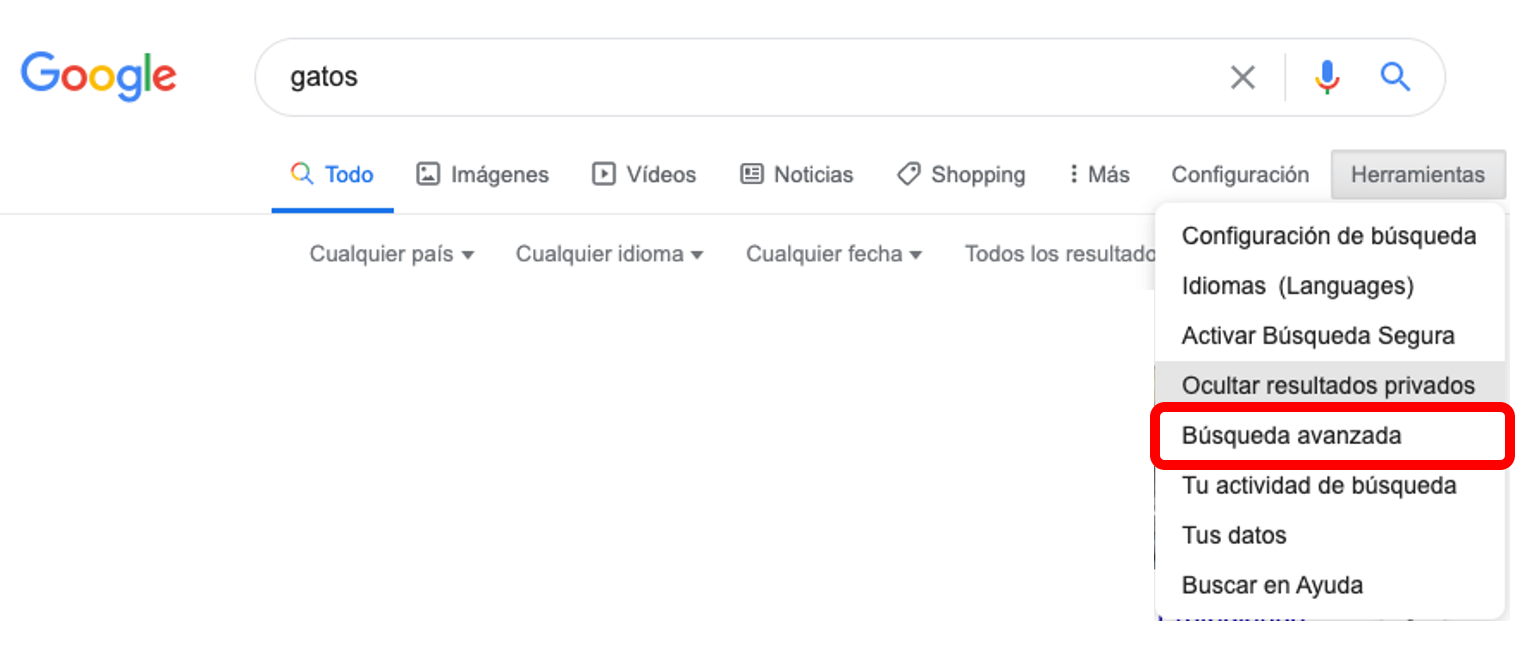 Google
gatos
Todo Imágenes Vídeos Noticias Shopping Más Configuración Herramientas
Cualquier país Cualquier idioma Cualquier fecha Todos los resultado
Configuración de búsqueda
Idiomas (Languages)
Activar Búsqueda Segura
Ocultar resultados privados
Búsqueda avanzada
Tu actividad de búsqueda
Tus datos
Buscar en Ayuda